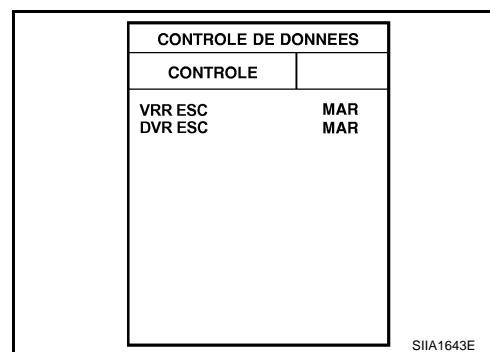 CONTROLE DE DONNEES
CONTROLE
VRR ESC MAR
DVR ESC MAR
SIIA1643E